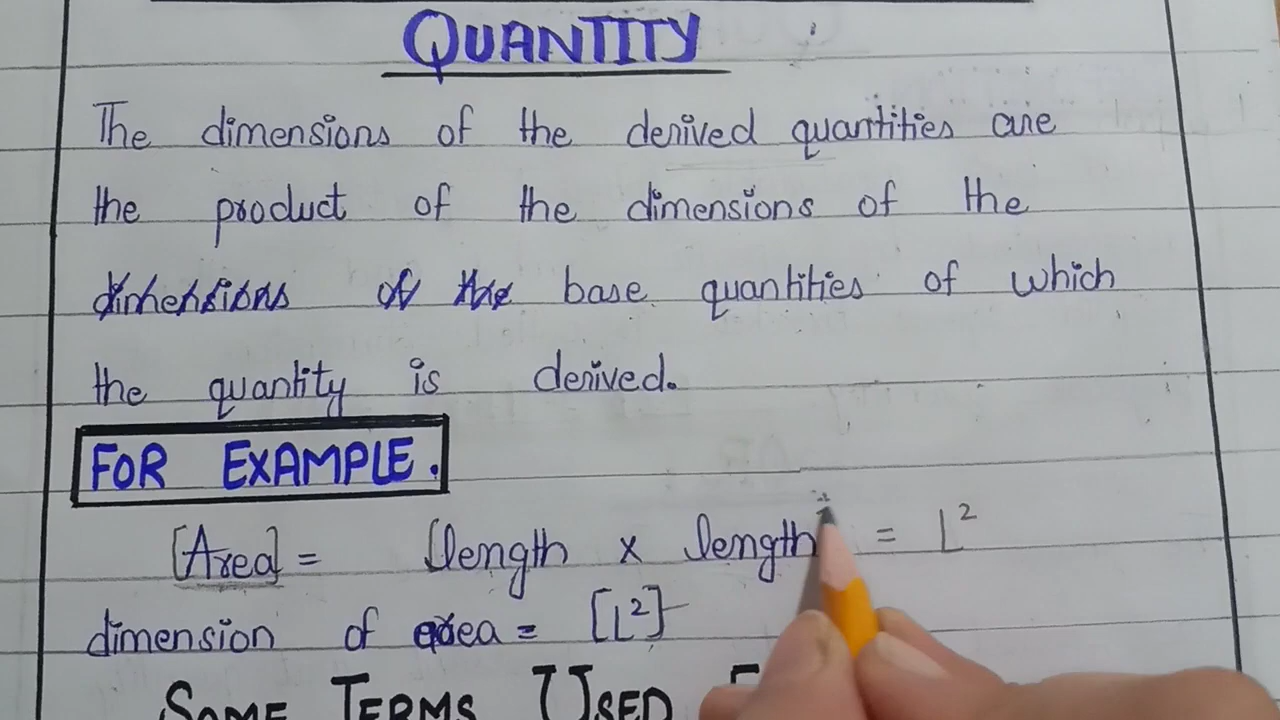 QUANTITY
The dimensions of the derived quantities are
the product of the dimensions of the
dimensions of the base quantities of which
the quantity is derived.
FOR EXAMPLE.
[Area] = [length x length = L²
dimension of area = [L²]
SOME TERMS USED